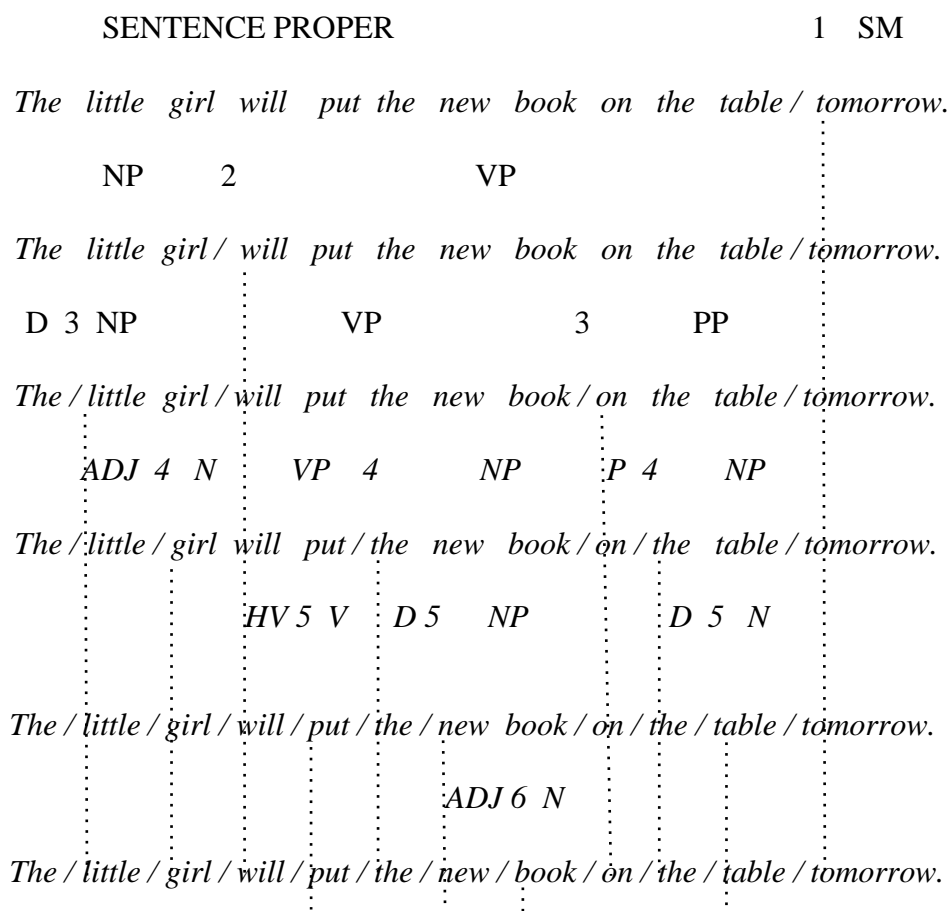 SENTENCE PROPER 1 SM
The little girl will put the new book on the table / tomorrow.
NP 2 VP
The little girl / will put the new book on the table / tomorrow.
D 3 NP VP 3 PP
The / little girl / will put the new book / on the table / tomorrow.
ADJ 4 N VP 4 NP P 4 NP
The / little / girl will put / the new book / on / the table / tomorrow.
HV 5 V D 5 NP D 5 N
The / little / girl / will / put / the / new book / on / the / table / tomorrow.
ADJ 6 N
The / little / girl / will / put / the / new / book / on / the / table / tomorrow.